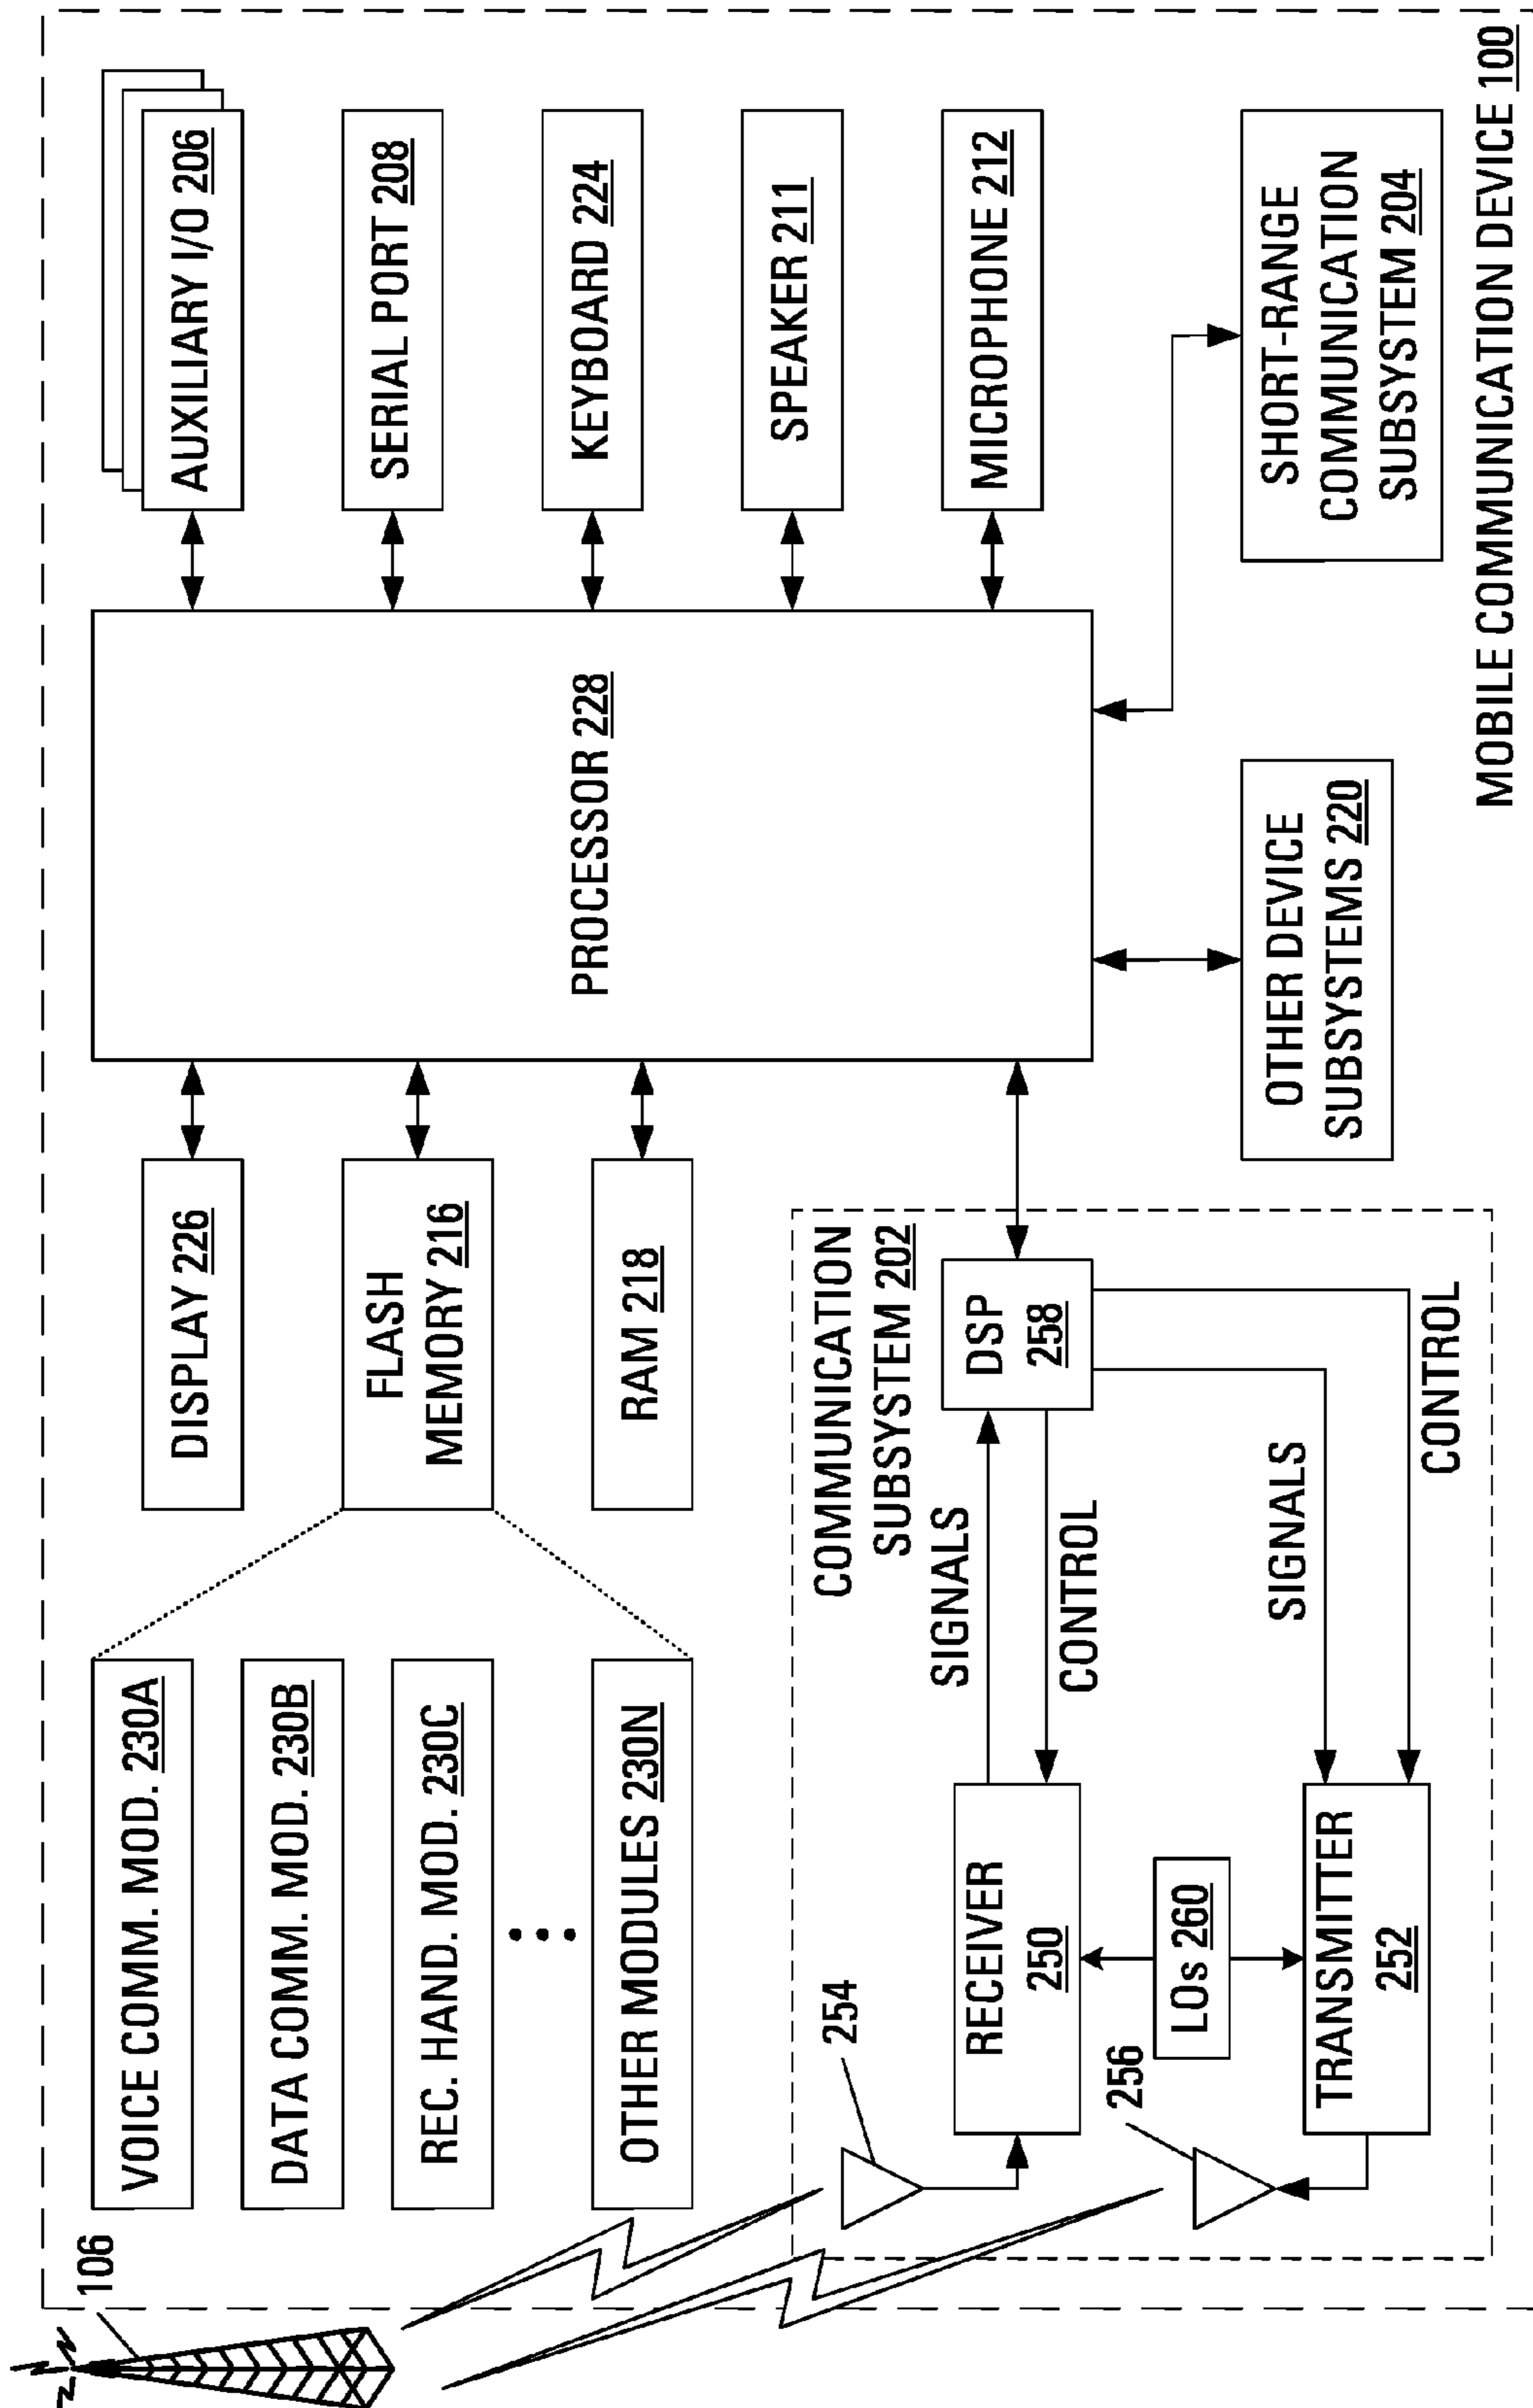 106
VOICE COMM. MOD. 230A
DATA COMM. MOD. 230B
REC. HAND. MOD. 230C
OTHER MODULES 230N
DISPLAY 226
FLASH
MEMORY 216
RAM 218
PROCESSOR 228
AUXILIARY I/O 206
SERIAL PORT 208
KEYBOARD 224
SPEAKER 211
MICROPHONE 212
COMMUNICATION
SUBSYSTEM 202
254
RECEIVER
250
SIGNALS
CONTROL
DSP
258
256
LOs 260
TRANSMITTER
252
SIGNALS
CONTROL
OTHER DEVICE
SUBSYSTEMS 220
SHORT-RANGE
COMMUNICATION
SUBSYSTEM 204
MOBILE COMMUNICATION DEVICE 100